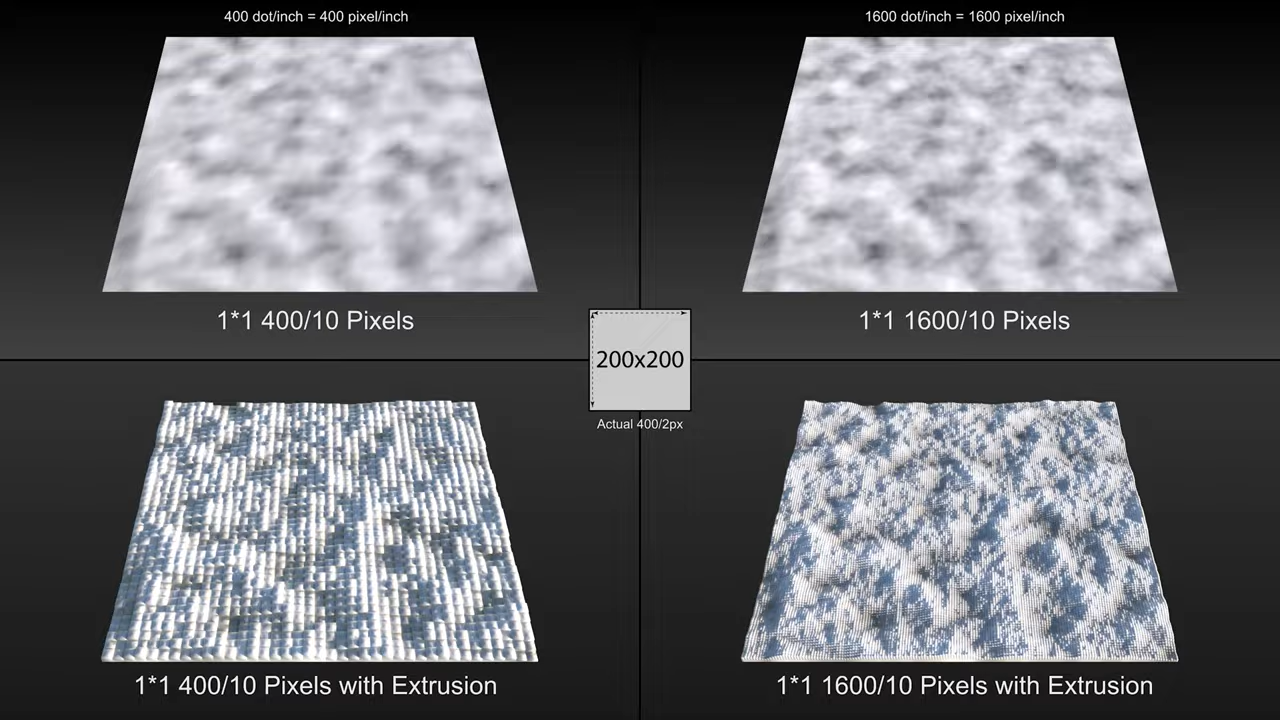 400 dot/inch = 400 pixel/inch
1600 dot/inch = 1600 pixel/inch
1*1 400/10 Pixels
1*1 1600/10 Pixels
200x200
Actual 400/2px
1*1 400/10 Pixels with Extrusion
1*1 1600/10 Pixels with Extrusion